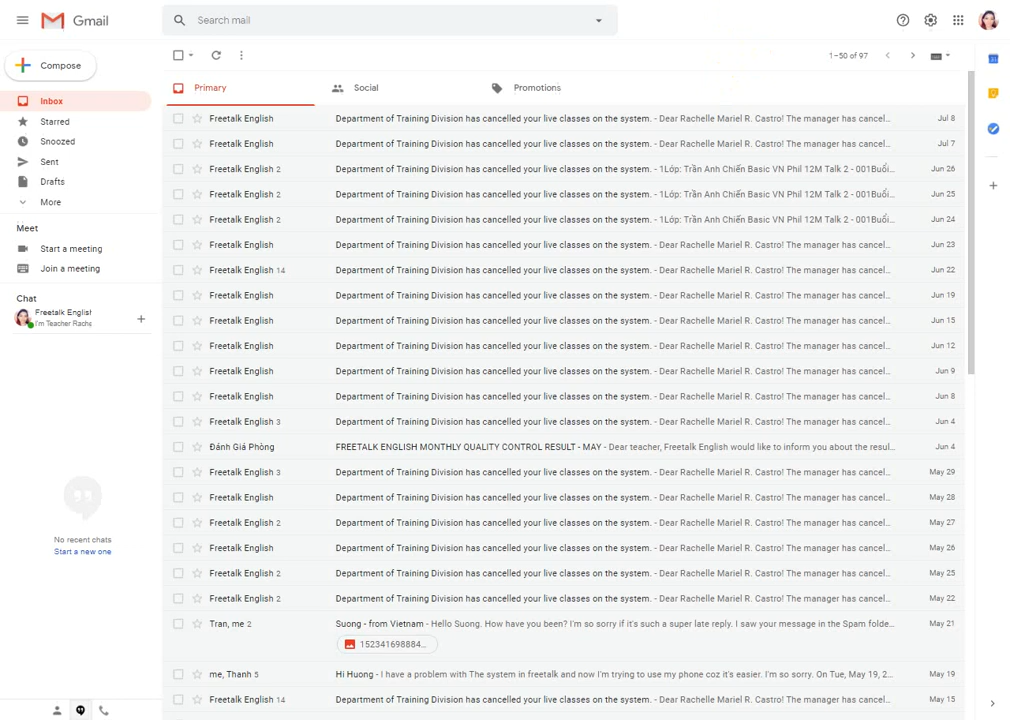 Gmail
Search mail
Compose
1–50 of 97
Primary
Social
Promotions
Inbox
Starred
Snoozed
Sent
Drafts
More
Meet
Start a meeting
Join a meeting
Chat
Freetalk English
I'm Teacher Rachs
No recent chats
Start a new one
Freetalk English Department of Training Division has cancelled your live classes on the system. - Dear Rachelle Mariel R. Castro! The manager has cancel... Jul 8
Freetalk English Department of Training Division has cancelled your live classes on the system. - Dear Rachelle Mariel R. Castro! The manager has cancel... Jul 7
Freetalk English 2 Department of Training Division has cancelled your live classes on the system. - 1Lớp: Trần Anh Chiến Basic VN Phil 12M Talk 2 - 001Buổi... Jun 26
Freetalk English 2 Department of Training Division has cancelled your live classes on the system. - 1Lớp: Trần Anh Chiến Basic VN Phil 12M Talk 2 - 001Buổi... Jun 25
Freetalk English 2 Department of Training Division has cancelled your live classes on the system. - 1Lớp: Trần Anh Chiến Basic VN Phil 12M Talk 2 - 001Buổi... Jun 24
Freetalk English Department of Training Division has cancelled your live classes on the system. - Dear Rachelle Mariel R. Castro! The manager has cancel... Jun 23
Freetalk English 14 Department of Training Division has cancelled your live classes on the system. - Dear Rachelle Mariel R. Castro! The manager has cancel... Jun 22
Freetalk English Department of Training Division has cancelled your live classes on the system. - Dear Rachelle Mariel R. Castro! The manager has cancel... Jun 19
Freetalk English Department of Training Division has cancelled your live classes on the system. - Dear Rachelle Mariel R. Castro! The manager has cancel... Jun 15
Freetalk English Department of Training Division has cancelled your live classes on the system. - Dear Rachelle Mariel R. Castro! The manager has cancel... Jun 12
Freetalk English Department of Training Division has cancelled your live classes on the system. - Dear Rachelle Mariel R. Castro! The manager has cancel... Jun 9
Freetalk English Department of Training Division has cancelled your live classes on the system. - Dear Rachelle Mariel R. Castro! The manager has cancel... Jun 8
Freetalk English 3 Department of Training Division has cancelled your live classes on the system. - Dear Rachelle Mariel R. Castro! The manager has cancel... Jun 4
Đánh Giá Phòng FREETALK ENGLISH MONTHLY QUALITY CONTROL RESULT - MAY - Dear teacher, Freetalk English would like to inform you about the resul... Jun 4
Freetalk English 3 Department of Training Division has cancelled your live classes on the system. - Dear Rachelle Mariel R. Castro! The manager has cancel... May 29
Freetalk English Department of Training Division has cancelled your live classes on the system. - Dear Rachelle Mariel R. Castro! The manager has cancel... May 28
Freetalk English 2 Department of Training Division has cancelled your live classes on the system. - Dear Rachelle Mariel R. Castro! The manager has cancel... May 27
Freetalk English Department of Training Division has cancelled your live classes on the system. - Dear Rachelle Mariel R. Castro! The manager has cancel... May 26
Freetalk English 2 Department of Training Division has cancelled your live classes on the system. - Dear Rachelle Mariel R. Castro! The manager has cancel... May 25
Freetalk English 2 Department of Training Division has cancelled your live classes on the system. - Dear Rachelle Mariel R. Castro! The manager has cancel... May 22
Tran, me 2 Suong - from Vietnam - Hello Suong. How have you been? I'm so sorry if it's such a super late reply. I saw your message in the Spam folde... May 21
152341698884...
me, Thanh 5 Hi Huong - I have a problem with The system in freetalk and now I'm trying to use my phone coz it's easier. I'm so sorry. On Tue, May 19, 2... May 19
Freetalk English 14 Department of Training Division has cancelled your live classes on the system. - Dear Rachelle Mariel R. Castro! The manager has cancel... May 15